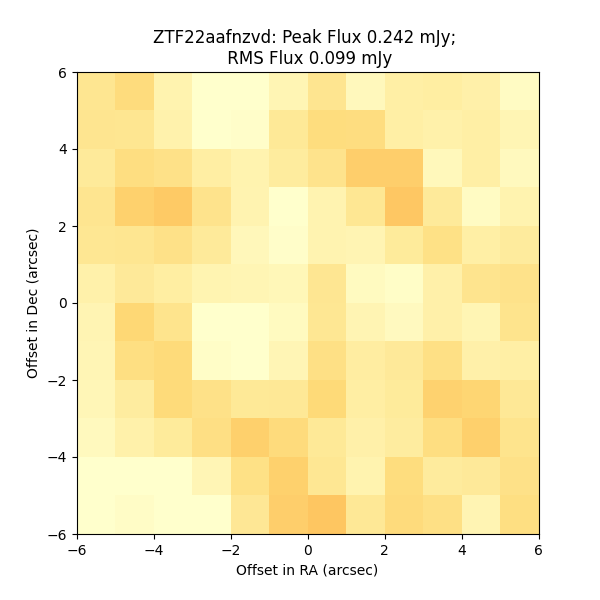 ZTF22aafnzvd: Peak Flux 0.242 mJy;
RMS Flux 0.099 mJy
6
4
2
0
−2
−4
−6
Offset in Dec (arcsec)
−6 −4 −2 0 2 4 6
Offset in RA (arcsec)